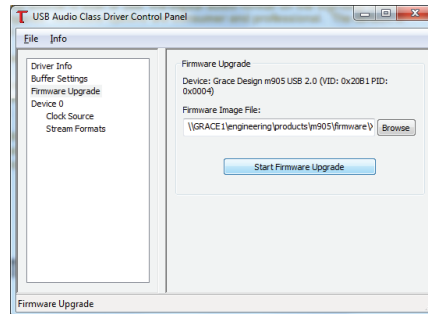 USB Audio Class Driver Control Panel
File Info
Driver Info
Buffer Settings
Firmware Upgrade
Device 0
Clock Source
Stream Formats
Firmware Upgrade
Device: Grace Design m905 USB 2.0 (VID: 0x20B1 PID:
0x0004)
Firmware Image File:
\\GRACE1\engineering\products\m905\firmware\
Browse
Start Firmware Upgrade
Firmware Upgrade